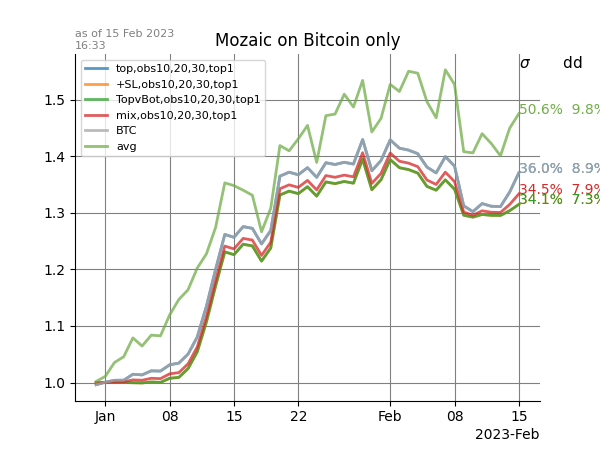 as of 15 Feb 2023
16:33
Mozaic on Bitcoin only
σ dd
top,obs10,20,30,top1
+SL,obs10,20,30,top1
TopvBot,obs10,20,30,top1
mix,obs10,20,30,top1
BTC
avg
1.5
1.4
1.3
1.2
1.1
1.0
50.6% 9.8%
36.0% 8.9%
34.5% 7.9%
34.1% 7.3%
Jan 08 15 22 Feb 08 15
2023-Feb